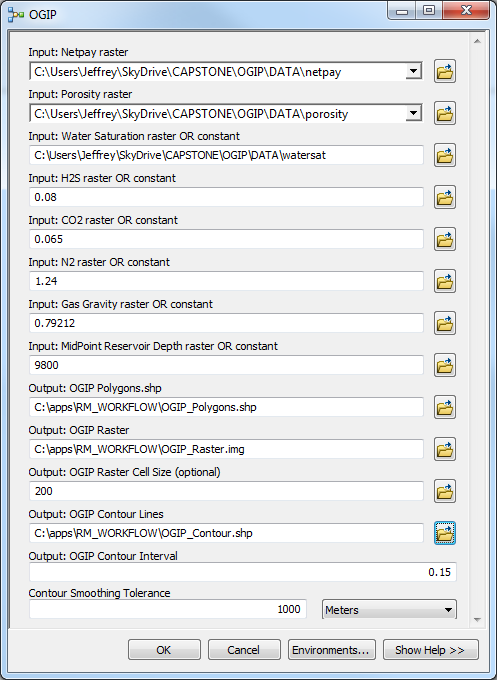 OGIP
Input: Netpay raster
C:\Users\Jeffrey\SkyDrive\CAPSTONE\OGIP\DATA\netpay
Input: Porosity raster
C:\Users\Jeffrey\SkyDrive\CAPSTONE\OGIP\DATA\porosity
Input: Water Saturation raster OR constant
C:\Users\Jeffrey\SkyDrive\CAPSTONE\OGIP\DATA\watersat
Input: H2S raster OR constant
0.08
Input: CO2 raster OR constant
0.065
Input: N2 raster OR constant
1.24
Input: Gas Gravity raster OR constant
0.79212
Input: MidPoint Reservoir Depth raster OR constant
9800
Output: OGIP Polygons.shp
C:\apps\RM_WORKFLOW\OGIP_Polygons.shp
Output: OGIP Raster
C:\apps\RM_WORKFLOW\OGIP_Raster.img
Output: OGIP Raster Cell Size (optional)
200
Output: OGIP Contour Lines
C:\apps\RM_WORKFLOW\OGIP_Contour.shp
Output: OGIP Contour Interval
0.15
Contour Smoothing Tolerance
1000 Meters
OK Cancel Environments... Show Help >>